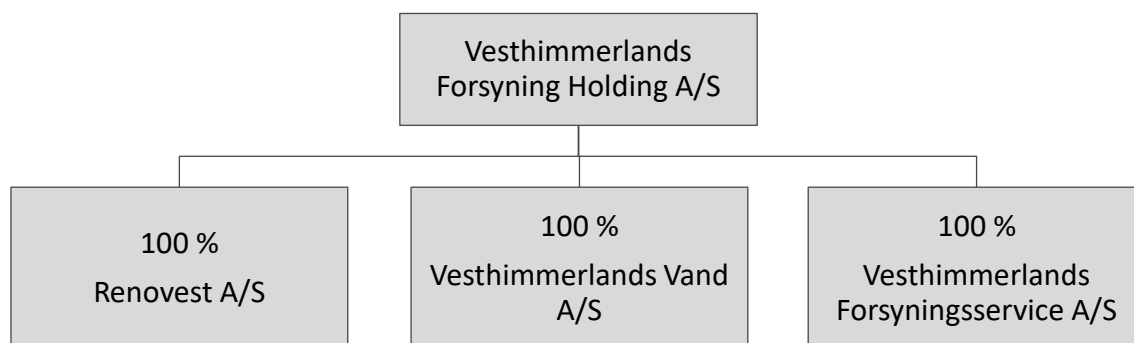 Vesthimmerlands
Forsyning Holding A/S
100 %
Renovest A/S
100 %
Vesthimmerlands Vand
A/S
100 %
Vesthimmerlands
Forsyningsservice A/S